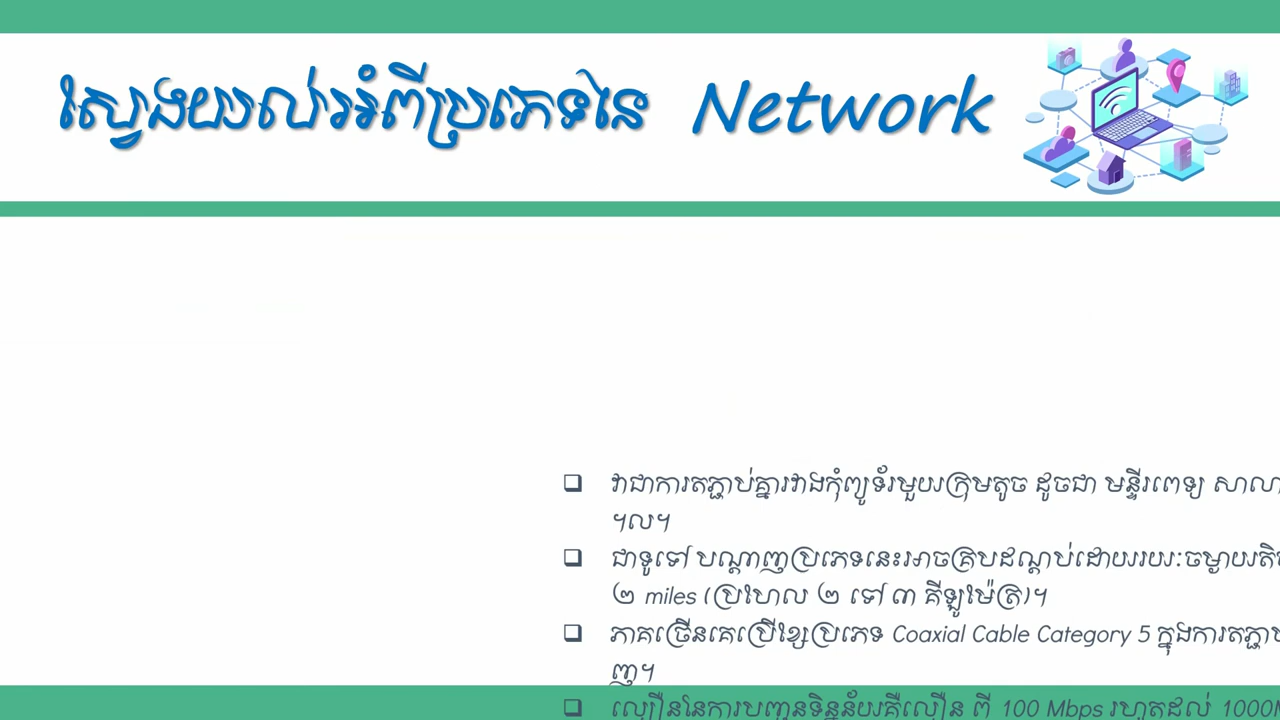 ស្វែងយល់អំពីប្រភេទនៃ Network
វាជាការតភ្ជាប់គ្នារវាងកុំព្យូទ័រមួយក្រុមតូច ដូចជា មន្ទីរពេទ្យ សាលា
។ល។
ជាទូទៅ បណ្តាញប្រភេទនេះអាចគ្របដណ្តប់ដោយរយៈចម្ងាយតិច
២ miles (ប្រហែល ២ ទៅ ៣ គីឡូម៉ែត្រ)។
ភាគច្រើនគេប្រើខ្សែប្រភេទ Coaxial Cable Category 5 ក្នុងការតភ្ជាប់
ញ។
ល្បឿននៃការបញ្ជូនទិន្នន័យគឺលឿន ពី 100 Mbps រហូតដល់ 1000